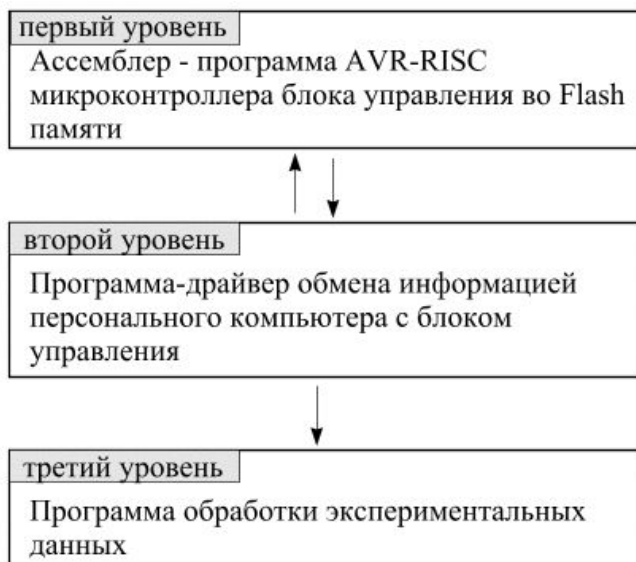 первый уровень
Ассемблер - программа AVR-RISC
микроконтроллера блока управления во Flash
памяти
второй уровень
Программа-драйвер обмена информацией
персонального компьютера с блоком
управления
третий уровень
Программа обработки экспериментальных
данных